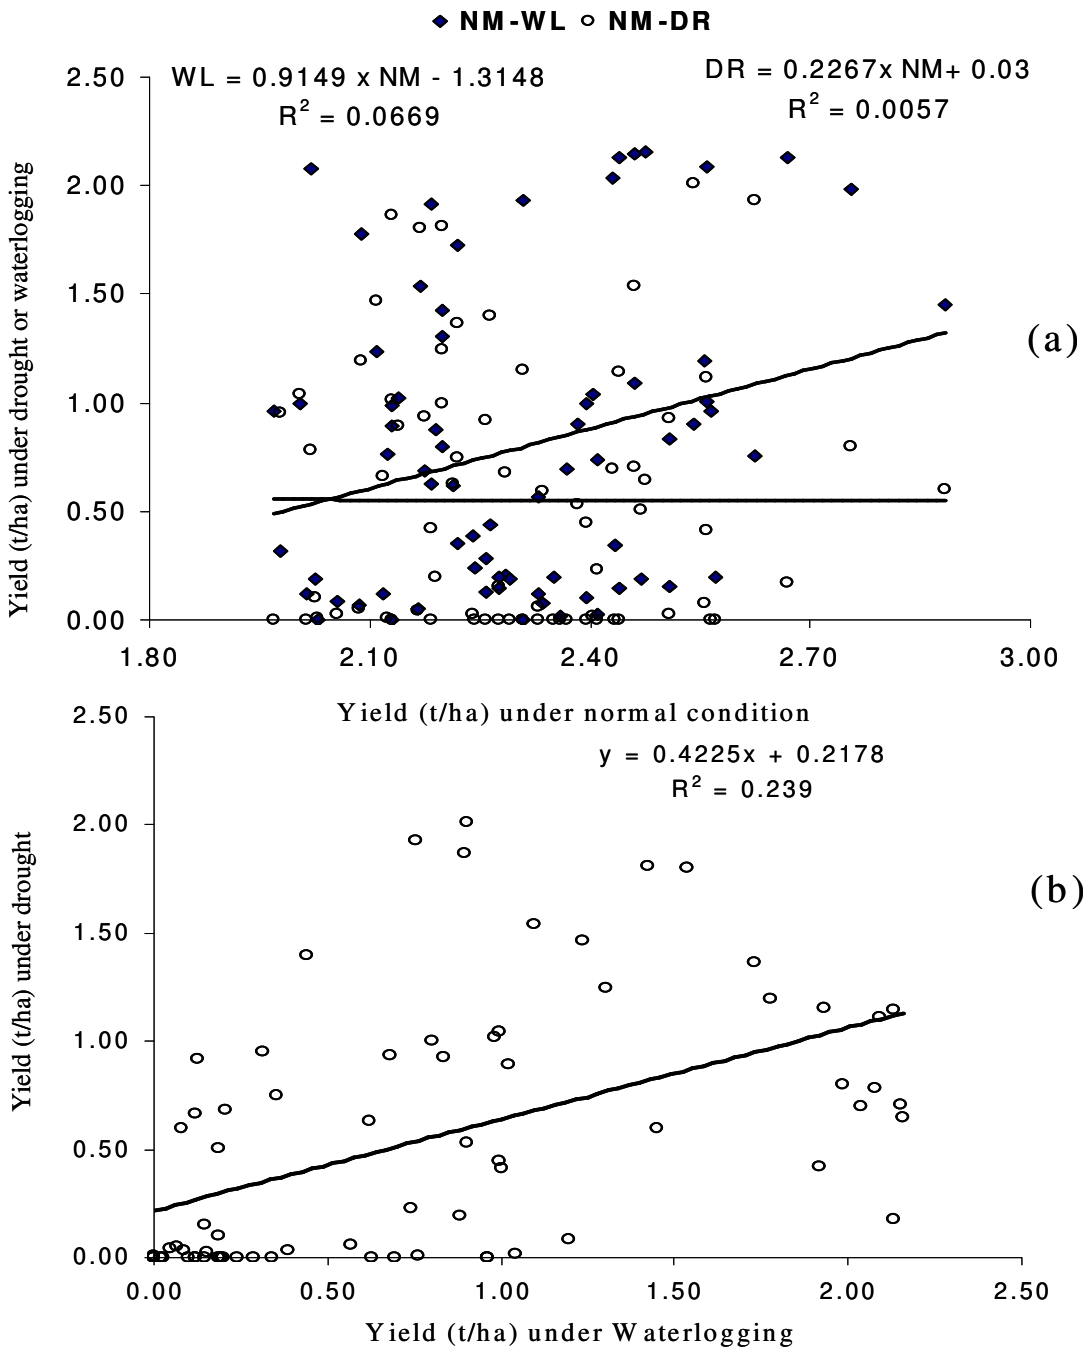 NM-WL NM-DR
WL = 0.9149 x NM - 1.3148
R² = 0.0669
DR = 0.2267x NM+ 0.03
R² = 0.0057
Yield (t/ha) under drought or waterlogging
2.50
2.00
1.50
1.00
0.50
0.00
(a)
1.80 2.10 2.40 2.70 3.00
Yield (t/ha) under normal condition
y = 0.4225x + 0.2178
R² = 0.239
Yield (t/ha) under drought
2.50
2.00
1.50
1.00
0.50
0.00
(b)
0.00 0.50 1.00 1.50 2.00 2.50
Yield (t/ha) under Waterlogging